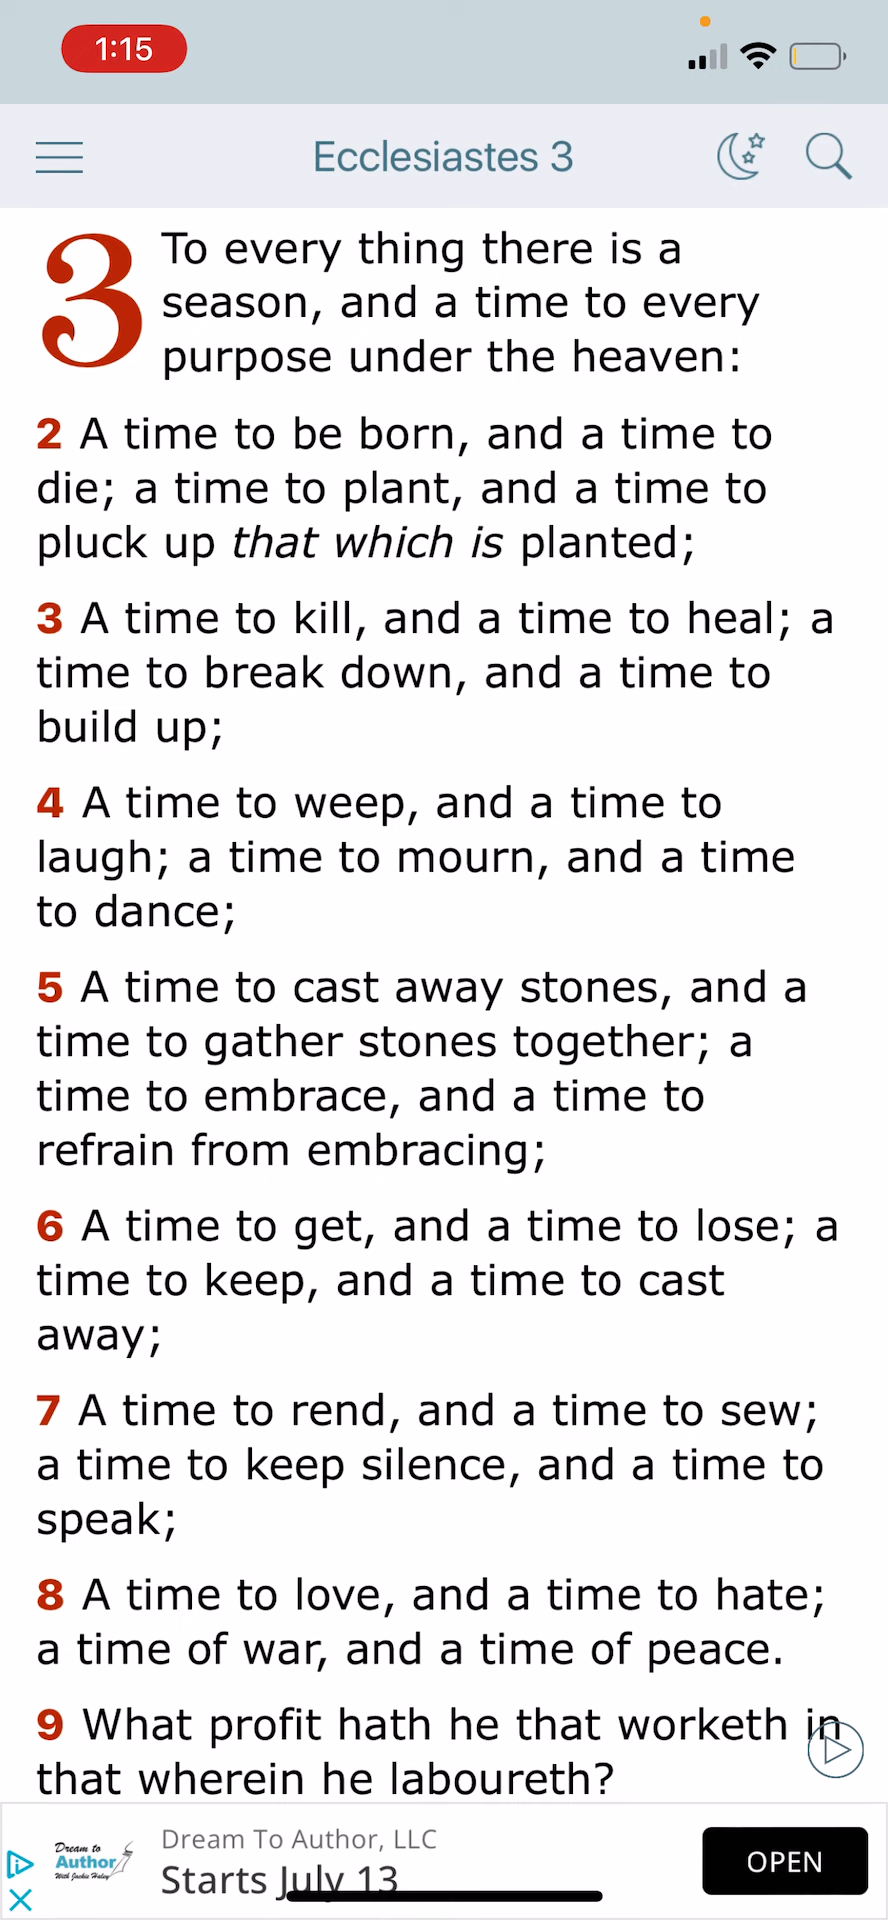 1:15
Ecclesiastes 3
3 To every thing there is a
season, and a time to every
purpose under the heaven:
2 A time to be born, and a time to
die; a time to plant, and a time to
pluck up that which is planted;
3 A time to kill, and a time to heal; a
time to break down, and a time to
build up;
4 A time to weep, and a time to
laugh; a time to mourn, and a time
to dance;
5 A time to cast away stones, and a
time to gather stones together; a
time to embrace, and a time to
refrain from embracing;
6 A time to get, and a time to lose; a
time to keep, and a time to cast
away;
7 A time to rend, and a time to sew;
a time to keep silence, and a time to
speak;
8 A time to love, and a time to hate;
a time of war, and a time of peace.
9 What profit hath he that worketh in
that wherein he laboureth?
Dream to
Author
With Jackie Haley
Dream To Author, LLC
Starts July 13
OPEN